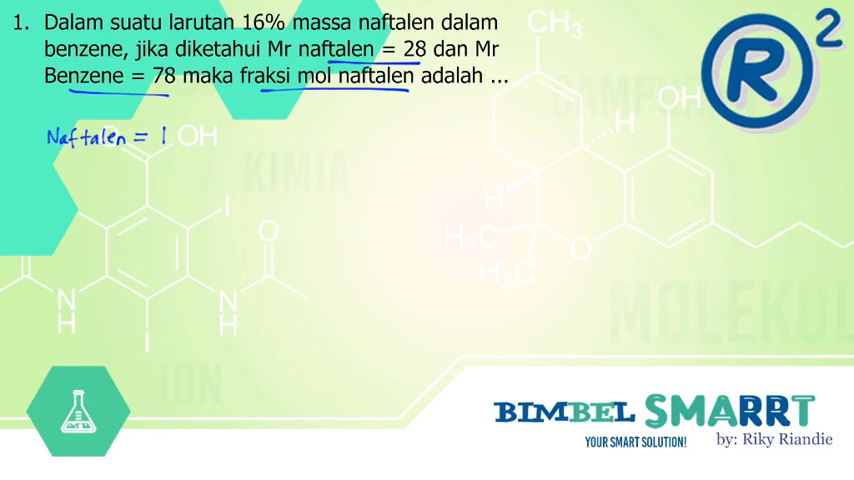 1. Dalam suatu larutan 16% massa naftalen dalam
benzene, jika diketahui Mr naftalen = 28 dan Mr
Benzene = 78 maka fraksi mol naftalen adalah ...
R 2
Naftalen = 1
CH3
CAMPUR
OH
H
O
OH
KIMIA
H
I
O
H3C
O
H3C
N
H
N
H
I
MOLEKUL
ION
BIMBEL SMARRT
YOUR SMART SOLUTION!
by: Riky Riandie